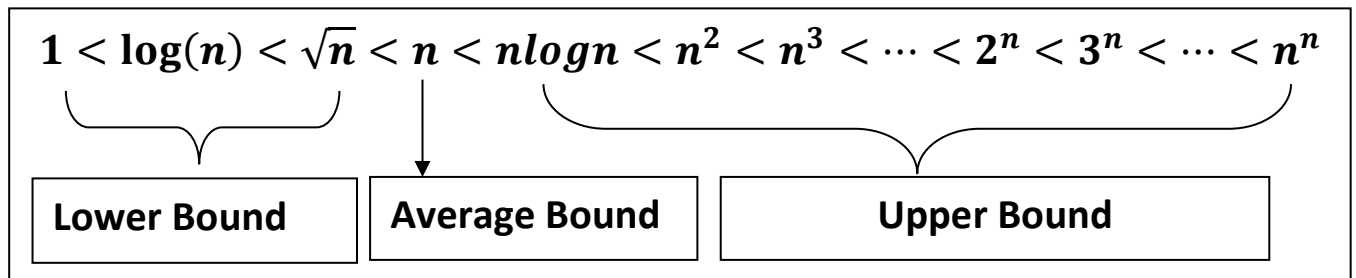 1 < log(n) < √n < n < nlogn < n² < n³ < ⋯ < 2ⁿ < 3ⁿ < ⋯ < nⁿ
Lower Bound Average Bound Upper Bound